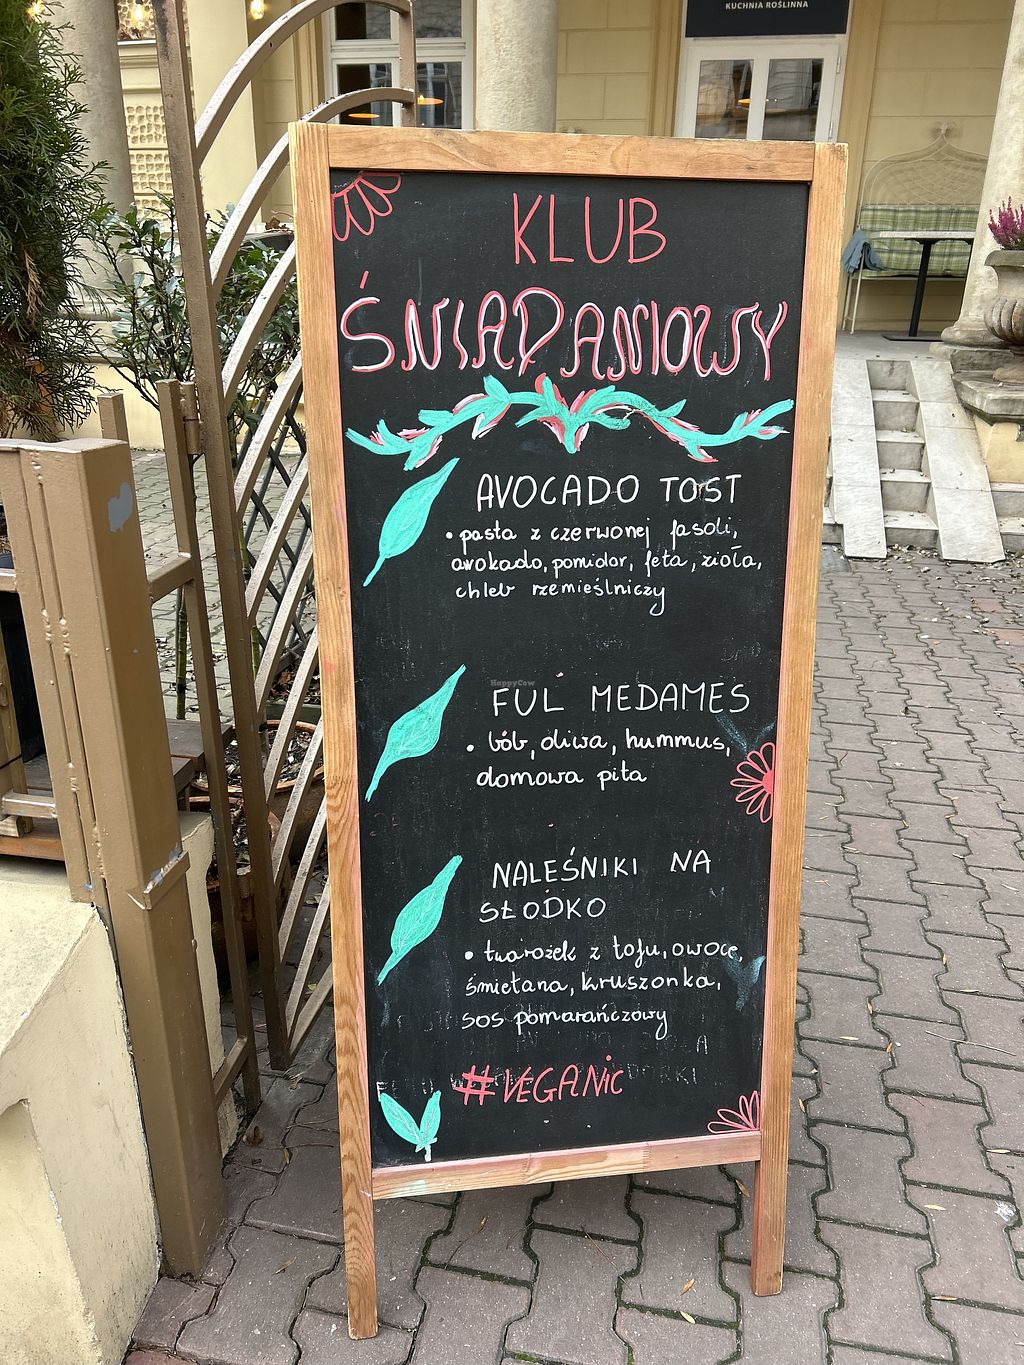 KUCHNIA ROŚLINNA
KLUB
ŚNIADANIOWY
AVOCADO TOST
• pasta z czerwonej fasoli,
awokado, pomidor, feta, zioła,
chleb rzemieślniczy
HappyCow
FUL MEDAMES
• bób, oliwa, hummus,
domowa pita
NALEŚNIKI NA
SŁODKO
• twarożek z tofu, owoce,
śmietana, kruszonka,
sos pomarańczowy
#VEGANIC